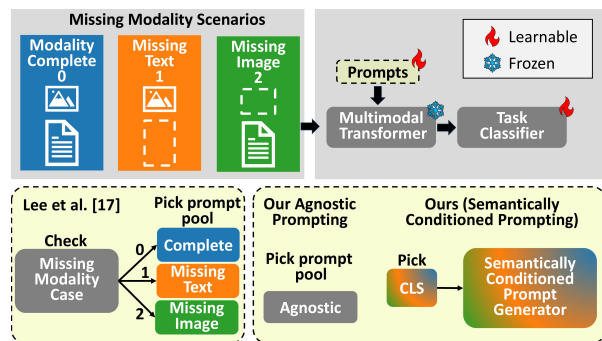 Missing Modality Scenarios
Modality
Complete
0
Missing
Text
1
Missing
Image
2
Prompts
Multimodal
Transformer
Task
Classifier
Learnable
Frozen
Lee et al. [17]
Pick prompt
pool
Check
Missing
Modality
Case
0
Complete
1
Missing
Text
2
Missing
Image
Our Agnostic
Prompting
Pick prompt
pool
Agnostic
Ours (Semantically
Conditioned Prompting)
Pick
CLS
Semantically
Conditioned
Prompt
Generator